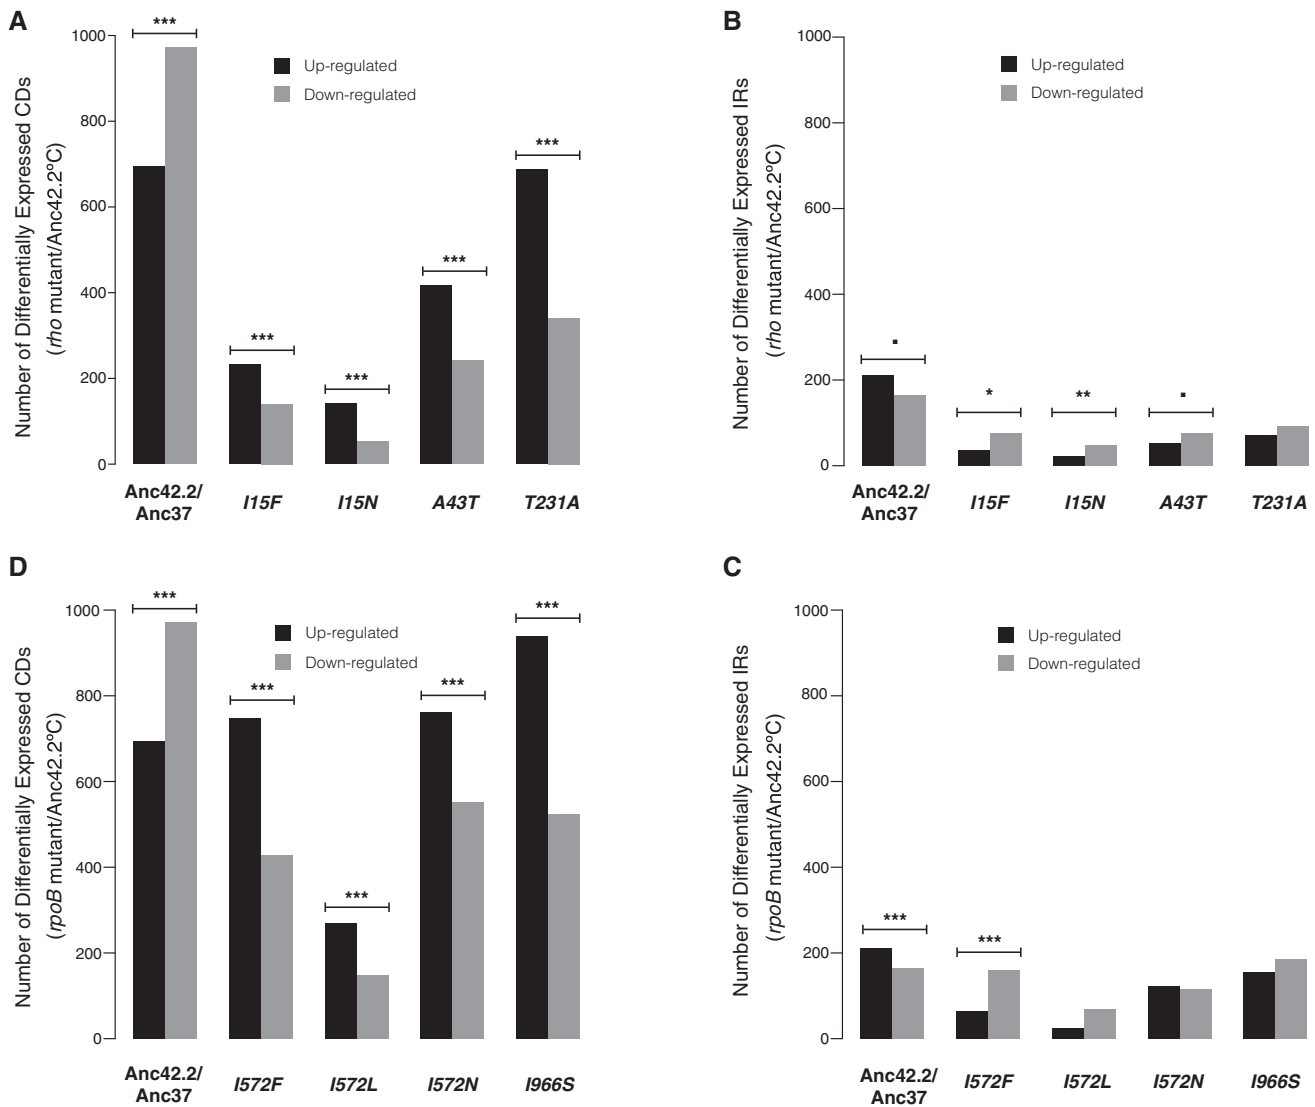 A
Number of Differentially Expressed CDs
(rho mutant/Anc42.2ºC)
1000
800
600
400
200
0
Up-regulated
Down-regulated
***
***
***
***
***
Anc42.2/
Anc37
I15F
I15N
A43T
T231A
B
Number of Differentially Expressed IRs
(rho mutant/Anc42.2ºC)
1000
800
600
400
200
0
Up-regulated
Down-regulated
.
*
**
.
Anc42.2/
Anc37
I15F
I15N
A43T
T231A
D
Number of Differentially Expressed CDs
(rpoB mutant/Anc42.2ºC)
1000
800
600
400
200
0
Up-regulated
Down-regulated
***
***
***
***
***
Anc42.2/
Anc37
I572F
I572L
I572N
I966S
C
Number of Differentially Expressed IRs
(rpoB mutant/Anc42.2ºC)
1000
800
600
400
200
0
Up-regulated
Down-regulated
***
***
Anc42.2/
Anc37
I572F
I572L
I572N
I966S